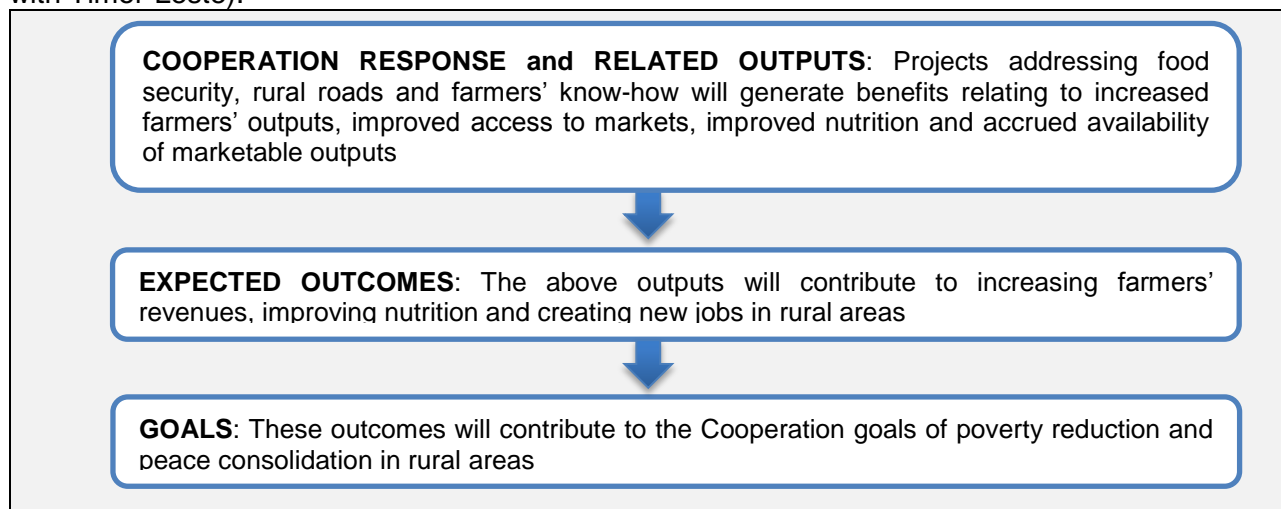 with Timor-Leste).
COOPERATION RESPONSE and RELATED OUTPUTS: Projects addressing food
security, rural roads and farmers’ know-how will generate benefits relating to increased
farmers’ outputs, improved access to markets, improved nutrition and accrued availability
of marketable outputs
EXPECTED OUTCOMES: The above outputs will contribute to increasing farmers’
revenues, improving nutrition and creating new jobs in rural areas
GOALS: These outcomes will contribute to the Cooperation goals of poverty reduction and
peace consolidation in rural areas